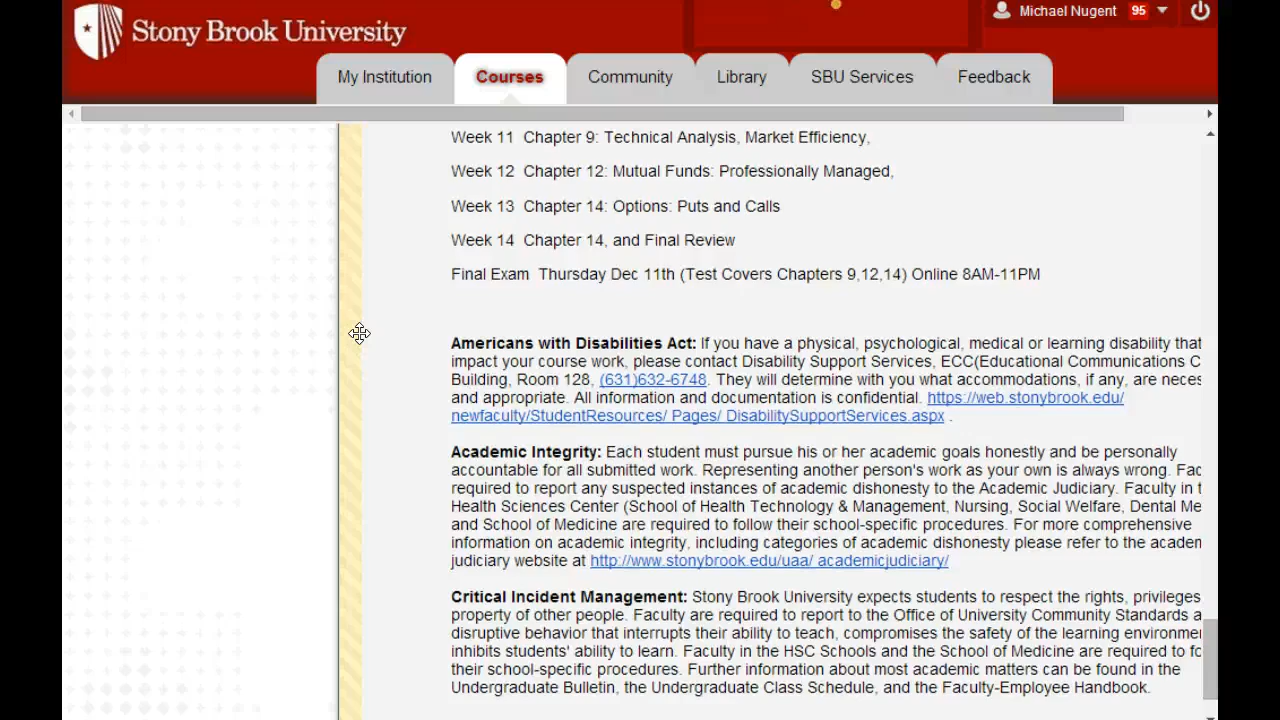 Stony Brook University
Michael Nugent 95
My Institution Courses Community Library SBU Services Feedback
Week 11 Chapter 9: Technical Analysis, Market Efficiency,
Week 12 Chapter 12: Mutual Funds: Professionally Managed,
Week 13 Chapter 14: Options: Puts and Calls
Week 14 Chapter 14, and Final Review
Final Exam Thursday Dec 11th (Test Covers Chapters 9,12,14) Online 8AM-11PM
Americans with Disabilities Act: If you have a physical, psychological, medical or learning disability that
impact your course work, please contact Disability Support Services, ECC(Educational Communications C
Building, Room 128, (631)632-6748. They will determine with you what accommodations, if any, are neces
and appropriate. All information and documentation is confidential. https://web.stonybrook.edu/
newfaculty/StudentResources/ Pages/ DisabilitySupportServices.aspx .
Academic Integrity: Each student must pursue his or her academic goals honestly and be personally
accountable for all submitted work. Representing another person's work as your own is always wrong. Fac
required to report any suspected instances of academic dishonesty to the Academic Judiciary. Faculty in t
Health Sciences Center (School of Health Technology & Management, Nursing, Social Welfare, Dental Me
and School of Medicine are required to follow their school-specific procedures. For more comprehensive
information on academic integrity, including categories of academic dishonesty please refer to the academ
judiciary website at http://www.stonybrook.edu/uaa/ academicjudiciary/
Critical Incident Management: Stony Brook University expects students to respect the rights, privileges
property of other people. Faculty are required to report to the Office of University Community Standards a
disruptive behavior that interrupts their ability to teach, compromises the safety of the learning environmen
inhibits students' ability to learn. Faculty in the HSC Schools and the School of Medicine are required to fo
their school-specific procedures. Further information about most academic matters can be found in the
Undergraduate Bulletin, the Undergraduate Class Schedule, and the Faculty-Employee Handbook.